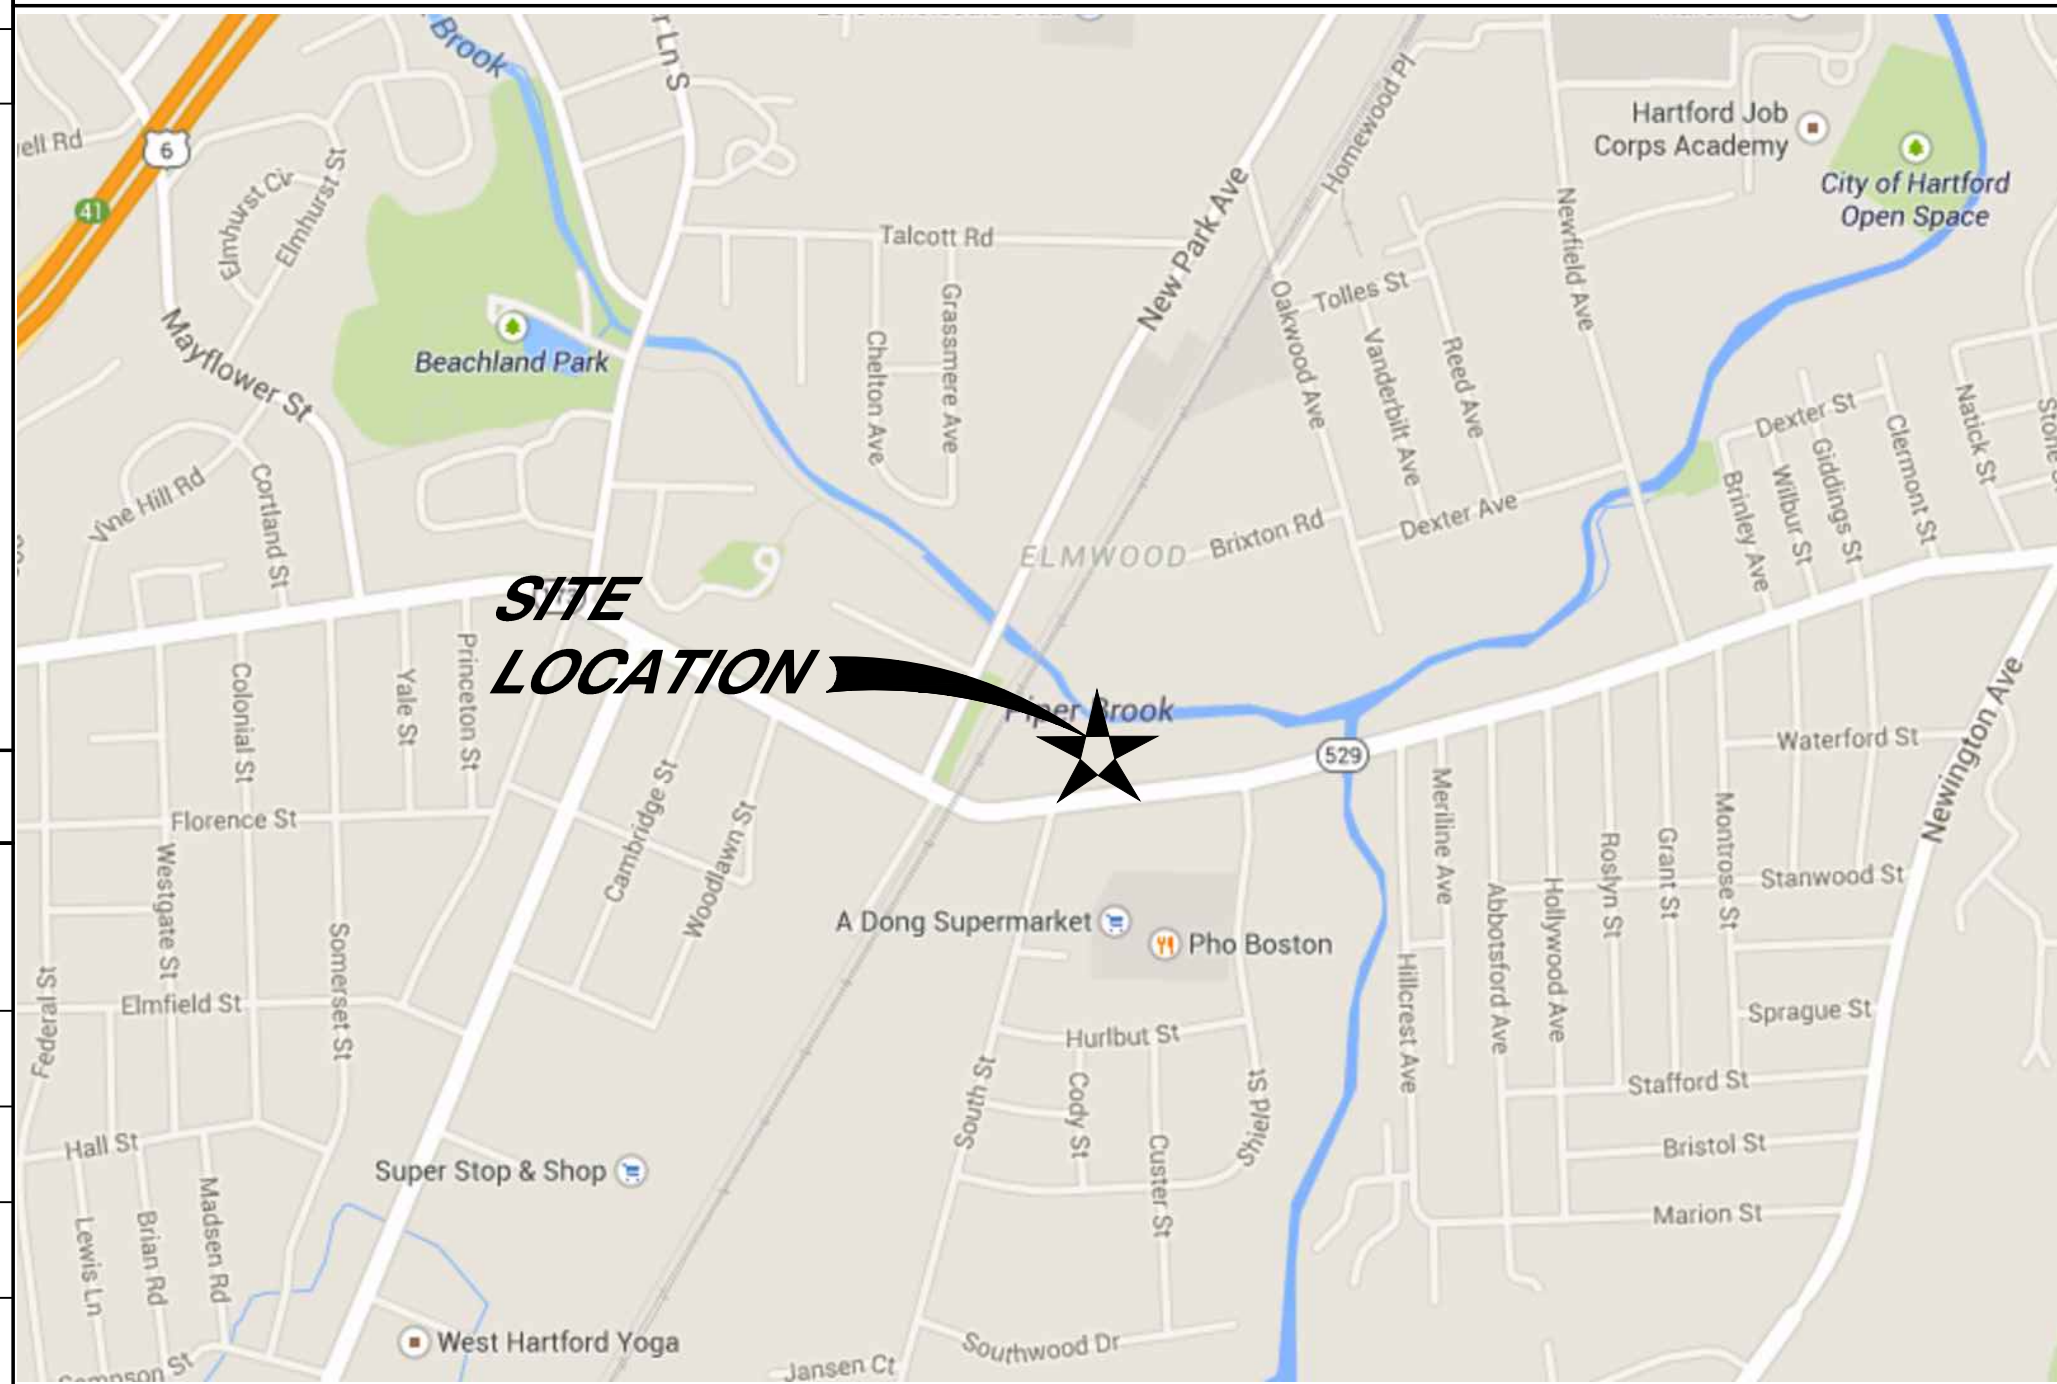 Brook
r Ln S
Homewood Pl
Hartford Job
Corps Academy
City of Hartford
Open Space
ell Rd
6
41
Elmhurst Cir
Elmhurst St
Talcott Rd
New Park Ave
Newfield Ave
Oakwood Ave
Tolles St
Mayflower St
Beachland Park
Chelton Ave
Grassmere Ave
Vanderbilt Ave
Reed Ave
Dexter St
Natick St
Clermont St
Giddings St
Wilbur St
Brinley Ave
Vine Hill Rd
Cortland St
ELMWOOD
Brixton Rd
Dexter Ave
SITE
LOCATION
Piper Brook
529
Colonial St
Yale St
Princeton St
Waterford St
Newington Ave
Florence St
Cambridge St
Woodlawn St
Meriline Ave
Montrose St
Grant St
Roslyn St
Stanwood St
Westgate St
Somerset St
A Dong Supermarket
Pho Boston
Abbotsford Ave
Hollywood Ave
Hillcrest Ave
Federal St
Elmfield St
Sprague St
Hurlbut St
South St
Cody St
Shield St
Stafford St
Hall St
Custer St
Bristol St
Super Stop & Shop
Madsen Rd
Brian Rd
Lewis Ln
Marion St
West Hartford Yoga
Southwood Dr
Jansen Ct